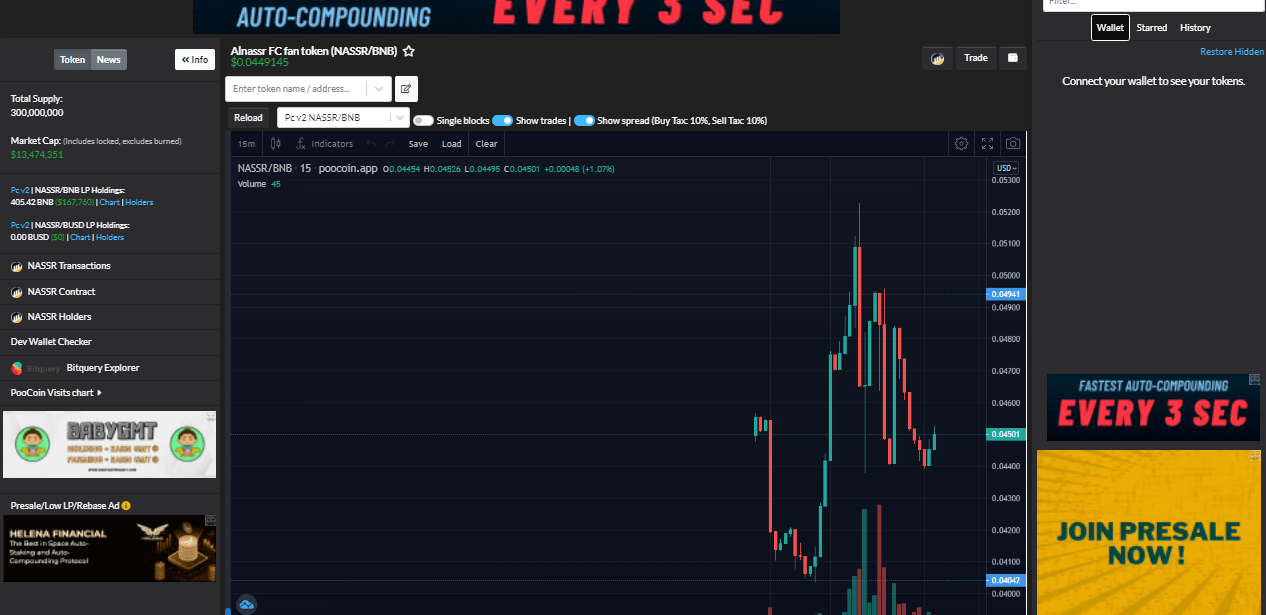 AUTO-COMPOUNDING
EVERY 3 SEC
Token
News
« Info
Total Supply:
300,000,000
Market Cap: (Includes locked, excludes burned)
$13,474,351
Pc v2 | NASSR/BNB LP Holdings:
405.42 BNB ($167,760) | Chart | Holders
Pc v2 | NASSR/BUSD LP Holdings:
0.00 BUSD ($0) | Chart | Holders
NASSR Transactions
NASSR Contract
NASSR Holders
Dev Wallet Checker
Bitquery Bitquery Explorer
PooCoin Visits chart
BABYGMT
HOLDING = EARN GMT
FARMING = EARN GMT
Presale/Low LP/Rebase Ad
HELENA FINANCIAL
The Best in Space Auto-
Staking and Auto-
Compounding Protocol
Alnassr FC fan token (NASSR/BNB)
$0.0449145
Trade
Enter token name / address...
Reload
Pc v2 NASSR/BNB
Single blocks
Show trades |
Show spread (Buy Tax: 10%, Sell Tax: 10%)
15m
Indicators
Save
Load
Clear
NASSR/BNB · 15 · poocoin.app O0.04454 H0.04526 L0.04495 C0.04501 +0.00048 (+1.07%)
Volume 45
USD
0.05300
0.05200
0.05100
0.05000
0.04941
0.04900
0.04800
0.04700
0.04600
0.04501
0.04400
0.04300
0.04200
0.04100
0.04042
0.04000
Filter...
Wallet
Starred
History
Restore Hidden
Connect your wallet to see your tokens.
FASTEST AUTO-COMPOUNDING
EVERY 3 SEC
JOIN PRESALE
NOW !